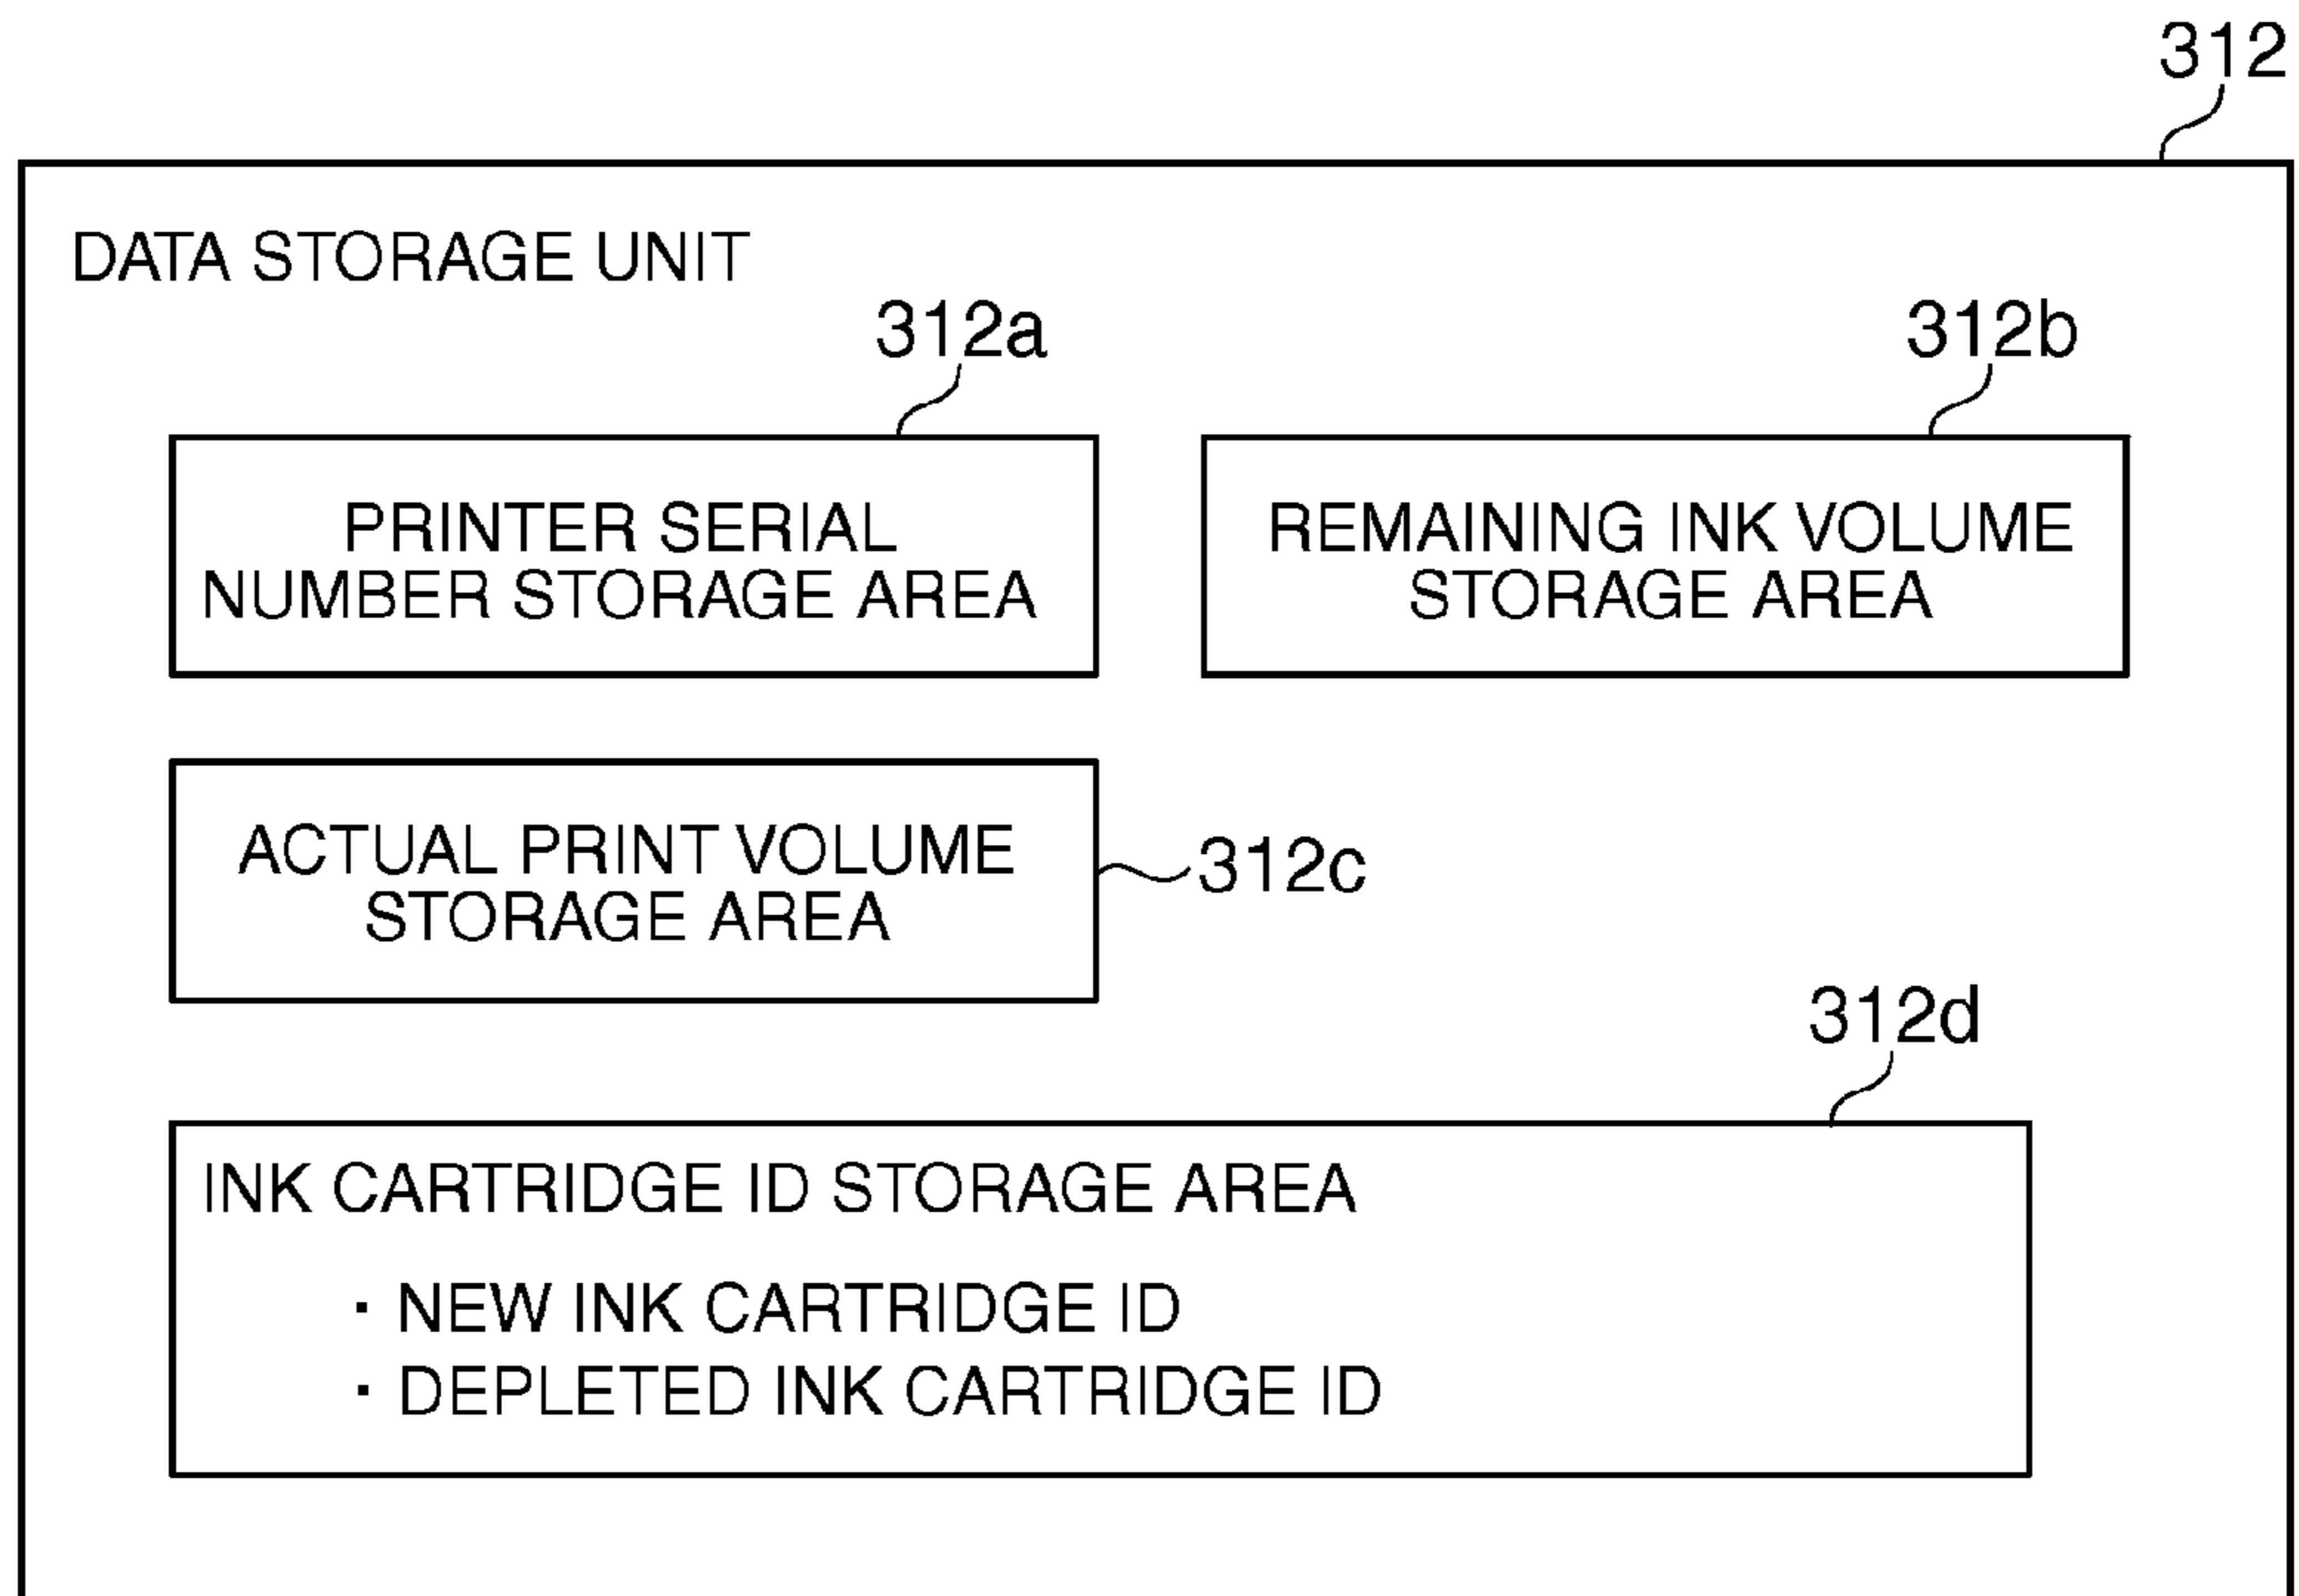 312
DATA STORAGE UNIT
312a
312b
PRINTER SERIAL
NUMBER STORAGE AREA
REMAINING INK VOLUME
STORAGE AREA
ACTUAL PRINT VOLUME
STORAGE AREA
312c
312d
INK CARTRIDGE ID STORAGE AREA
· NEW INK CARTRIDGE ID
· DEPLETED INK CARTRIDGE ID